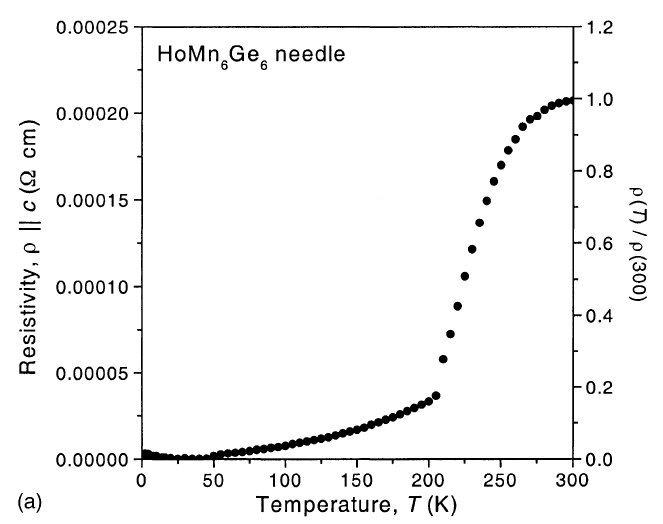 HoMn₆Ge₆ needle
Resistivity, ρ || c (Ω cm)
0.00025
0.00020
0.00015
0.00010
0.00005
0.00000
1.2
1.0
0.8
0.6
0.4
0.2
0.0
ρ(T) / ρ(300)
0 50 100 150 200 250 300
Temperature, T (K)
(a)